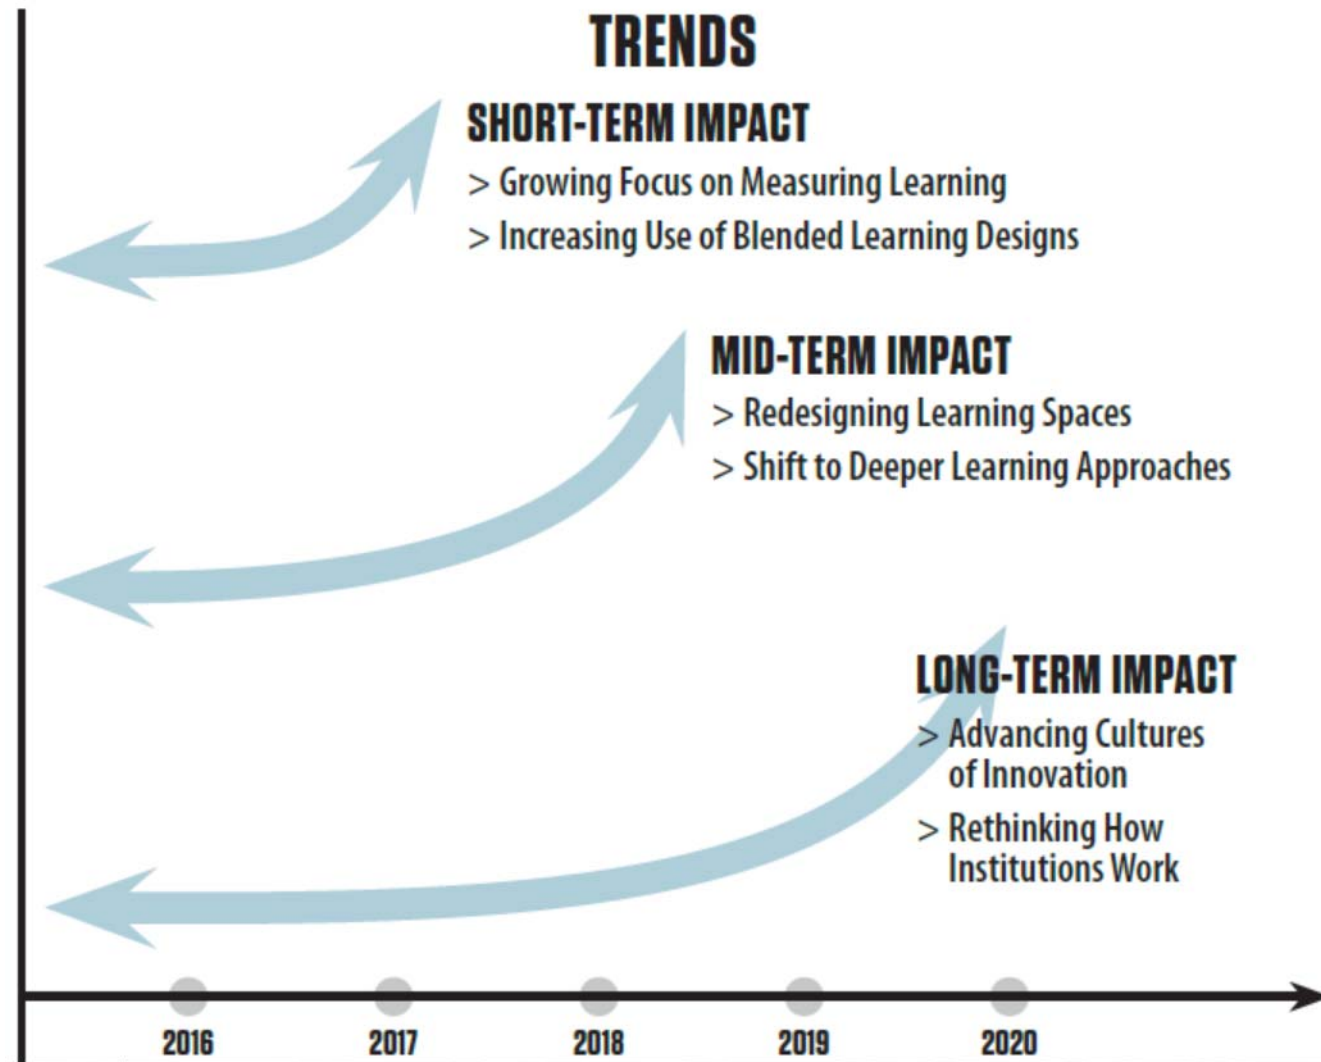 TRENDS
SHORT-TERM IMPACT
> Growing Focus on Measuring Learning
> Increasing Use of Blended Learning Designs
MID-TERM IMPACT
> Redesigning Learning Spaces
> Shift to Deeper Learning Approaches
LONG-TERM IMPACT
> Advancing Cultures
of Innovation
> Rethinking How
Institutions Work
2016 2017 2018 2019 2020